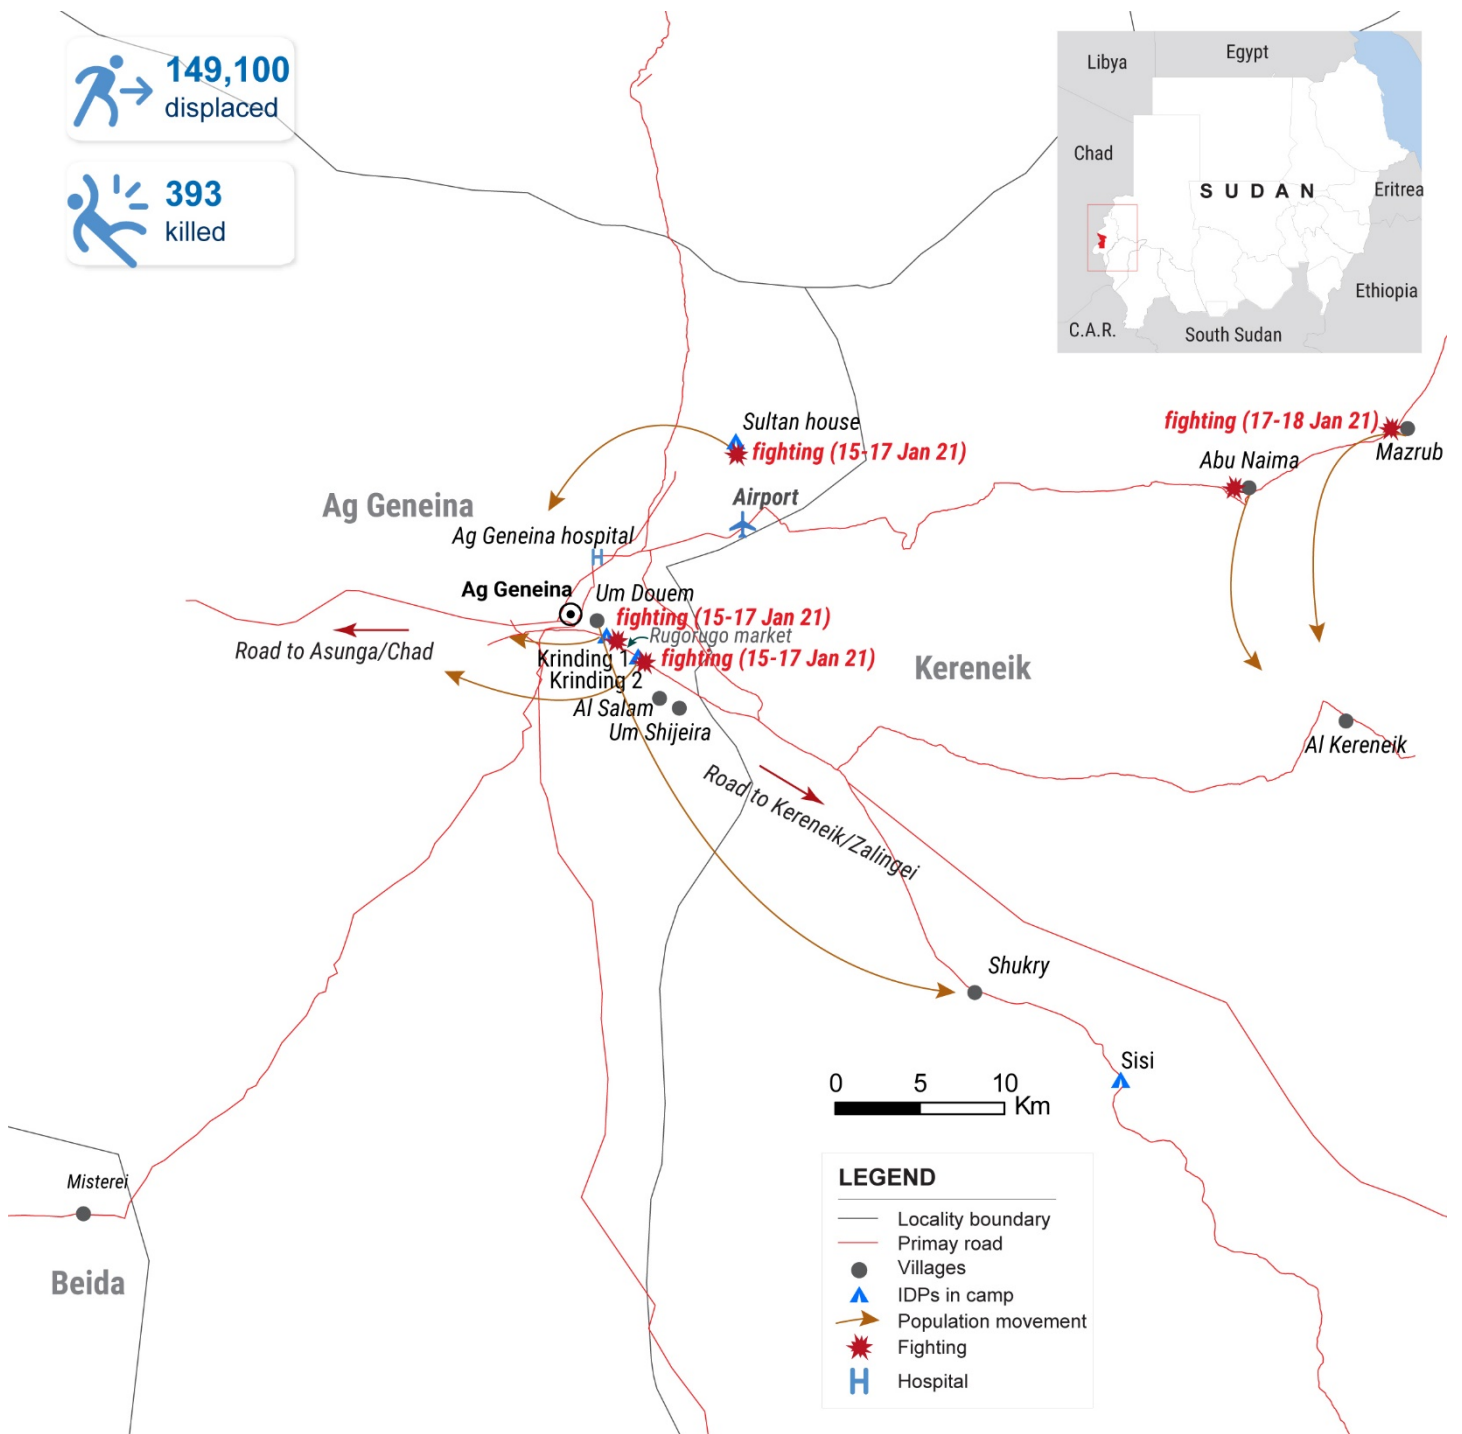 149,100
displaced
393
killed
Libya
Egypt
Chad
SUDAN
Eritrea
Ethiopia
C.A.R.
South Sudan
Sultan house
fighting (15-17 Jan 21)
fighting (17-18 Jan 21)
Mazrub
Abu Naima
Airport
Ag Geneina
Ag Geneina hospital
H
Ag Geneina
Um Douem
fighting (15-17 Jan 21)
Rugorugo market
Krinding 1
fighting (15-17 Jan 21)
Krinding 2
Road to Asunga/Chad
Kereneik
Al Salam
Um Shijeira
Al Kereneik
Road to Kereneik/Zalingei
Shukry
Sisi
0 5 10
Km
Misterei
Beida
LEGEND
Locality boundary
Primay road
Villages
IDPs in camp
Population movement
Fighting
H Hospital